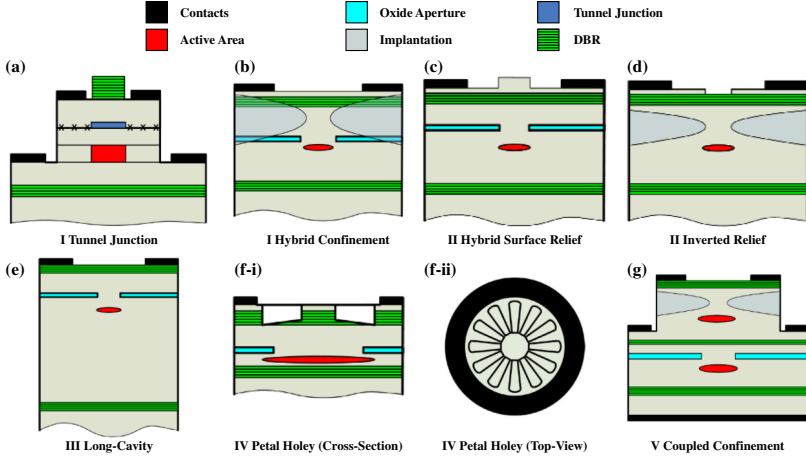 Contacts
Oxide Aperture
Tunnel Junction
Active Area
Implantation
DBR
(a)
(b)
(c)
(d)
I Tunnel Junction
I Hybrid Confinement
II Hybrid Surface Relief
II Inverted Relief
(e)
(f-i)
(f-ii)
(g)
III Long-Cavity
IV Petal Holey (Cross-Section)
IV Petal Holey (Top-View)
V Coupled Confinement